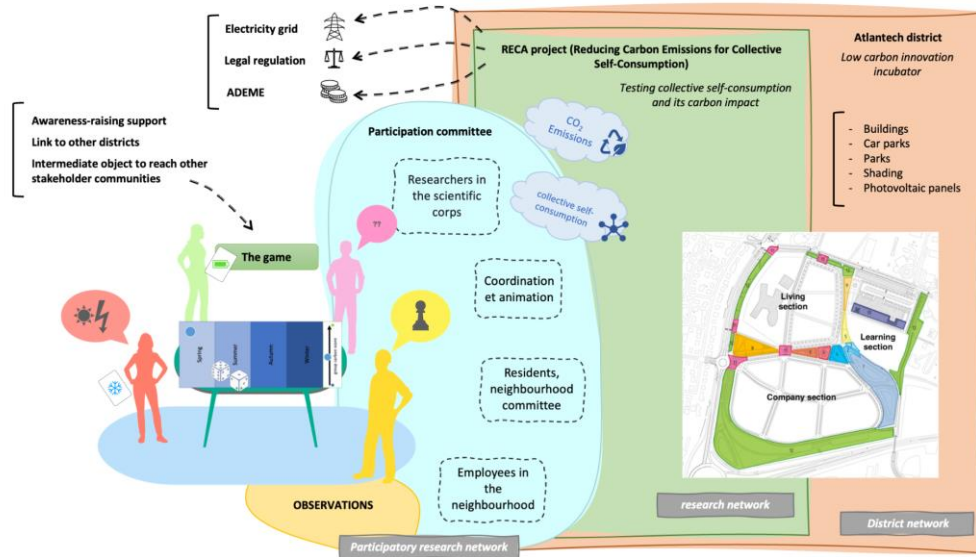 Electricity grid
Legal regulation
ADEME
RECA project (Reducing Carbon Emissions for Collective
Self-Consumption)
Testing collective self-consumption
and its carbon impact
Atlantech district
Low carbon innovation
incubator
- Buildings
- Car parks
- Parks
- Shading
- Photovoltaic panels
Awareness-raising support
Link to other districts
Intermediate object to reach other
stakeholder communities
Participation committee
CO2
Emissions
collective self-
consumption
Researchers in
the scientific
corps
Coordination
et animation
Residents,
neighbourhood
committee
Employees in
the
neighbourhood
The game
??
Spring
Summer
Autumn
Winter
Living
section
Learning
section
Company section
OBSERVATIONS
Participatory research network
research network
District network